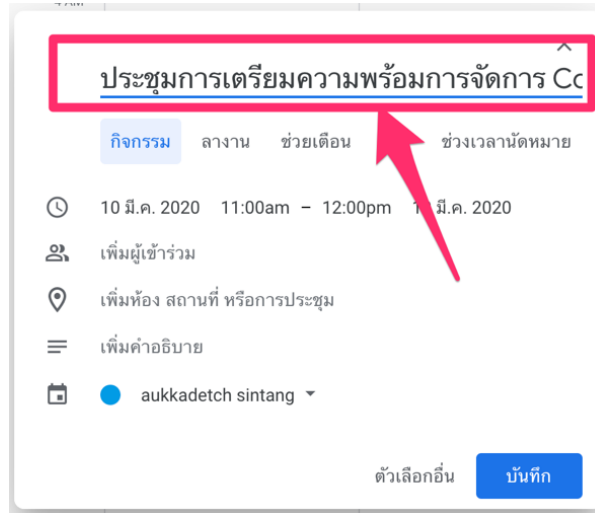 4 AM
ประชุมการเตรียมความพร้อมการจัดการ Co
กิจกรรม ลางาน ช่วยเตือน ช่วงเวลานัดหมาย
10 มี.ค. 2020 11:00am – 12:00pm มี.ค. 2020
เพิ่มผู้เข้าร่วม
เพิ่มห้อง สถานที่ หรือการประชุม
เพิ่มคำอธิบาย
aukkadetch sintang
ตัวเลือกอื่น บันทึก